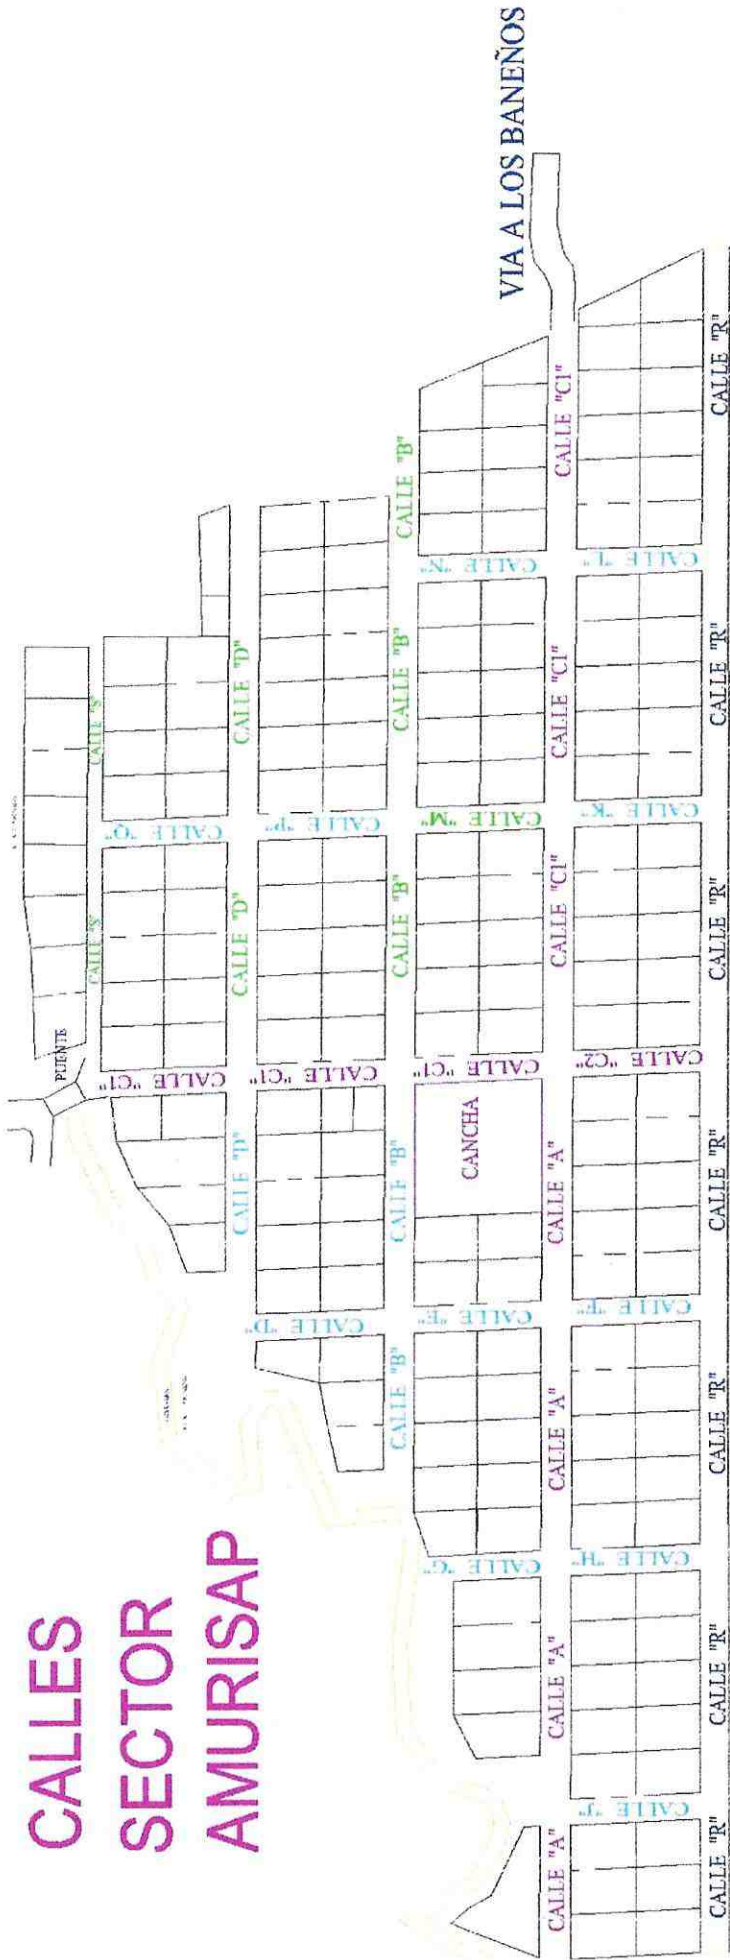 CALLES
SECTOR
AMURISAP
VIA A LOS BANEÑOS
PUENTE
CALLE "S"
CALLE "S"
CALLE "C1"
CALLE "Q"
CALLE "D"
CALLE "D"
CALLE "D"
CALLE "D"
CALLE "C1"
CALLE "P"
CALLE "B"
CALLE "B"
CALLE "B"
CALLE "B"
CALLE "B"
CALLE "G"
CALLE "E"
CANCHA
CALLE "C1"
CALLE "M"
CALLE "N"
CALLE "A"
CALLE "A"
CALLE "A"
CALLE "A"
CALLE "C1"
CALLE "C1"
CALLE "C1"
CALLE "H"
CALLE "F"
CALLE "C2"
CALLE "K"
CALLE "L"
CALLE "R"
CALLE "R"
CALLE "R"
CALLE "R"
CALLE "R"
CALLE "R"
CALLE "R"